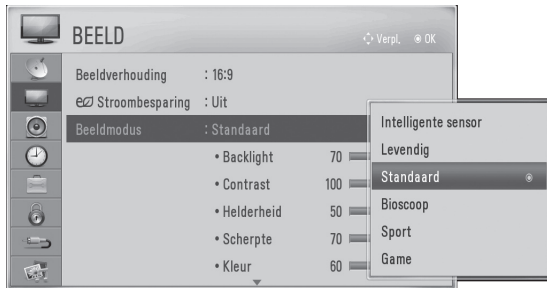 BEELD
Verpl. OK
Beeldverhouding : 16:9
Stroombesparing : Uit
Beeldmodus : Standaard
• Backlight 70
• Contrast 100
• Helderheid 50
• Scherpte 70
• Kleur 60
Intelligente sensor
Levendig
Standaard
Bioscoop
Sport
Game